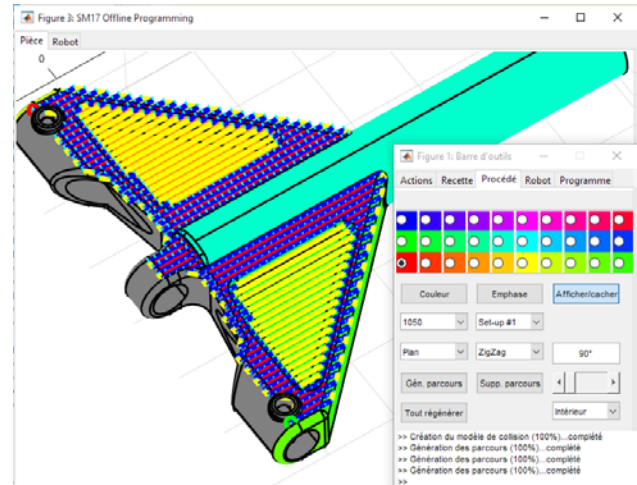 Figure 3: SM17 Offline Programming
Pièce Robot
0
Figure 1: Barre d'outils
Actions Recette Procédé Robot Programme
Couleur Emphase Afficher/cacher
1050 Set-up #1
Plan ZigZag 90°
Gén. parcours Supp. parcours
Tout régénérer Intérieur
>> Création du modèle de collision (100%)...complété
>> Génération des parcours (100%)...complété
>> Génération des parcours (100%)...complété
>> Génération des parcours (100%)...complété
>>